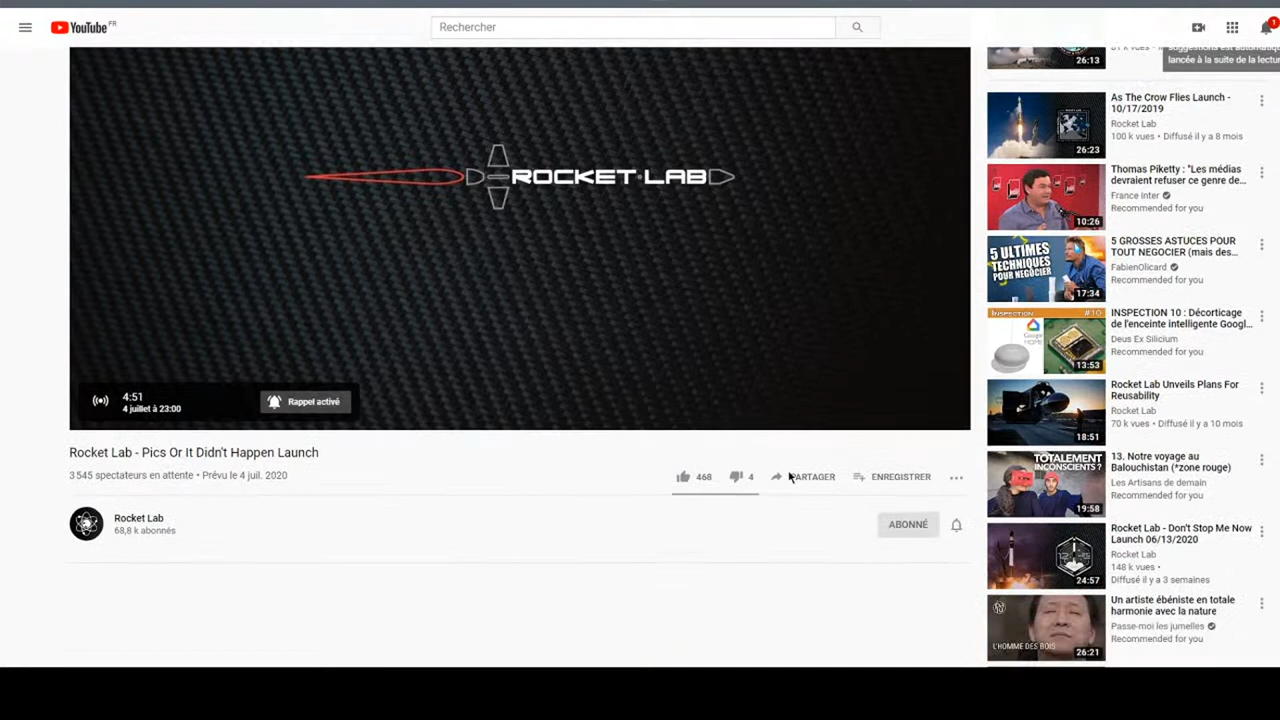 YouTube FR
Rechercher
1
suggestions est automatiq
lancée à la suite de la lectur
ROCKET LAB
4:51
4 juillet à 23:00
Rappel activé
Rocket Lab - Pics Or It Didn't Happen Launch
3 545 spectateurs en attente • Prévu le 4 juil. 2020
468
4
PARTAGER
ENREGISTRER
Rocket Lab
68,8 k abonnés
ABONNÉ
26:13
As The Crow Flies Launch -
10/17/2019
Rocket Lab
100 k vues • Diffusé il y a 8 mois
26:23
Thomas Piketty : "Les médias
devraient refuser ce genre de...
France Inter
Recommended for you
10:26
5 GROSSES ASTUCES POUR
TOUT NEGOCIER (mais des...
FabienOlicard
Recommended for you
5 ULTIMES
TECHNIQUES
POUR NÉGOCIER
17:34
INSPECTION 10 : Décorticage
de l'enceinte intelligente Googl...
Deus Ex Silicium
Recommended for you
INSPECTION
#10
Google
HOME
13:53
Rocket Lab Unveils Plans For
Reusability
Rocket Lab
70 k vues • Diffusé il y a 10 mois
18:51
13. Notre voyage au
Balouchistan (*zone rouge)
Les Artisans de demain
Recommended for you
TOTALEMENT
INCONSCIENTS ?
19:58
Rocket Lab - Don't Stop Me Now
Launch 06/13/2020
Rocket Lab
148 k vues •
Diffusé il y a 3 semaines
24:57
Un artiste ébéniste en totale
harmonie avec la nature
Passe-moi les jumelles
Recommended for you
L'HOMME DES BOIS
26:21